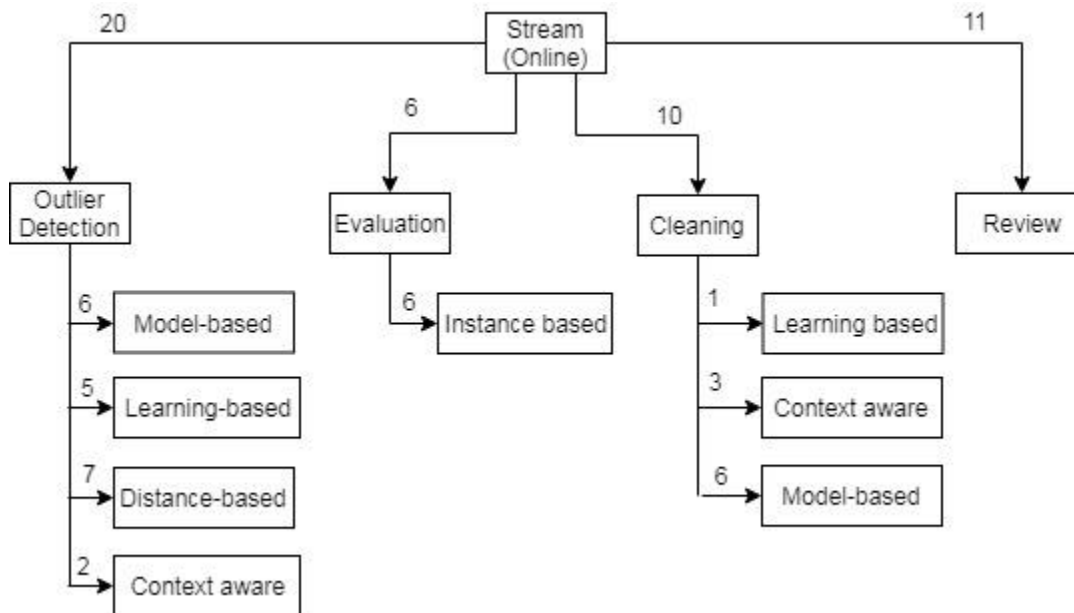 20
Stream
(Online)
11
6
10
Outlier
Detection
Evaluation
Cleaning
Review
6
Model-based
6
Instance based
1
Learning based
5
Learning-based
3
Context aware
7
Distance-based
6
Model-based
2
Context aware